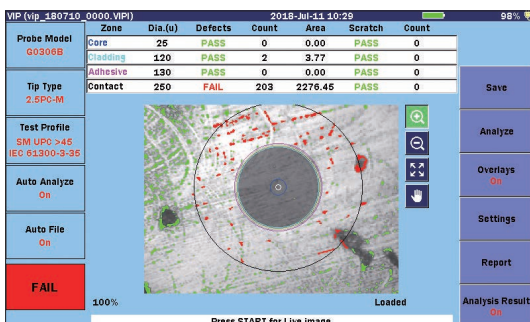 VIP (vip_180710_0000.VIPI) 2018-Jul-11 10:29 98%
Probe Model
G0306B
Tip Type
2.5PC-M
Test Profile
SM UPC >45
IEC 61300-3-35
Auto Analyze
On
Auto File
On
FAIL
Zone Dia.(u) Defects Count Area Scratch Count
Core 25 PASS 0 0.00 PASS 0
Cladding 120 PASS 2 3.77 PASS 0
Adhesive 130 PASS 0 0.00 PASS 0
Contact 250 FAIL 203 2276.45 PASS 0
100% Loaded
Press START for Live image
Save
Analyze
Overlays
On
Settings
Report
Analysis Result
On